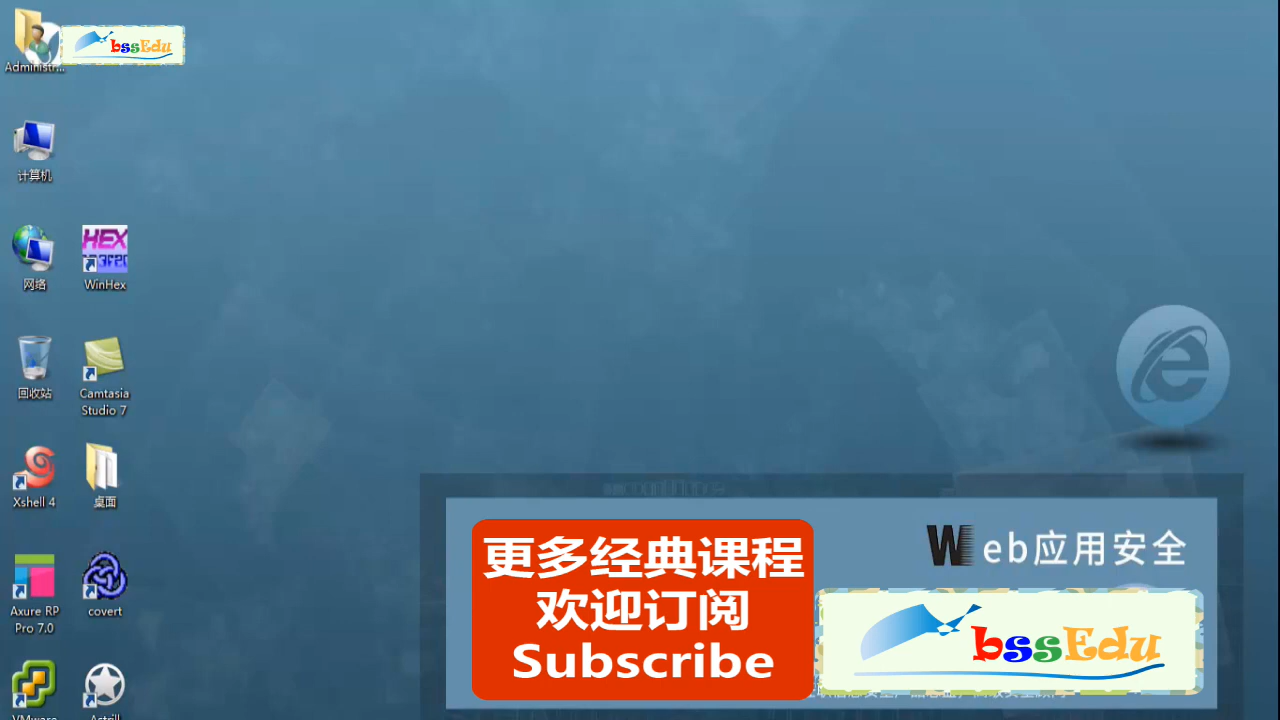 bssEdu
Administr...
计算机
网络
HEX
WinHex
回收站
Camtasia
Studio 7
Xshell 4
桌面
Axure RP
Pro 7.0
covert
VMware
Astrill
更多经典课程
欢迎订阅
Subscribe
Web应用安全
bssEdu